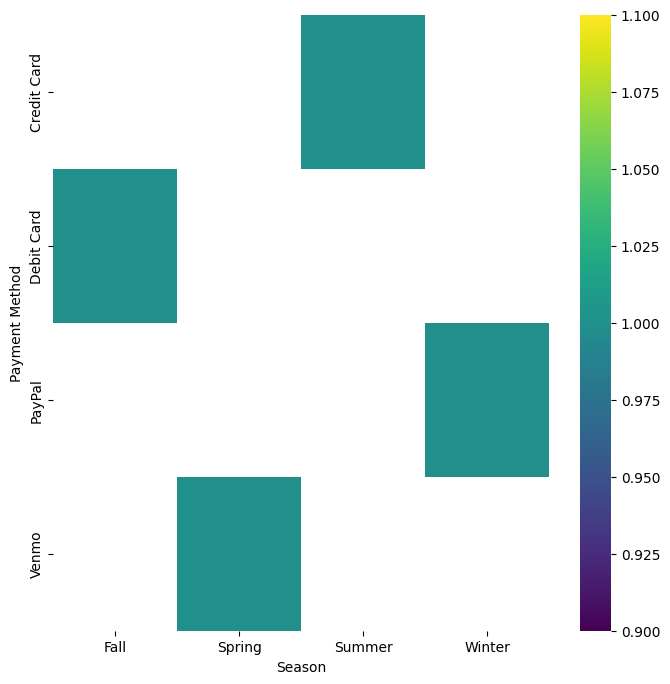 Payment Method
Credit Card
Debit Card
PayPal
Venmo
Fall
Spring
Summer
Winter
Season
1.100
1.075
1.050
1.025
1.000
0.975
0.950
0.925
0.900